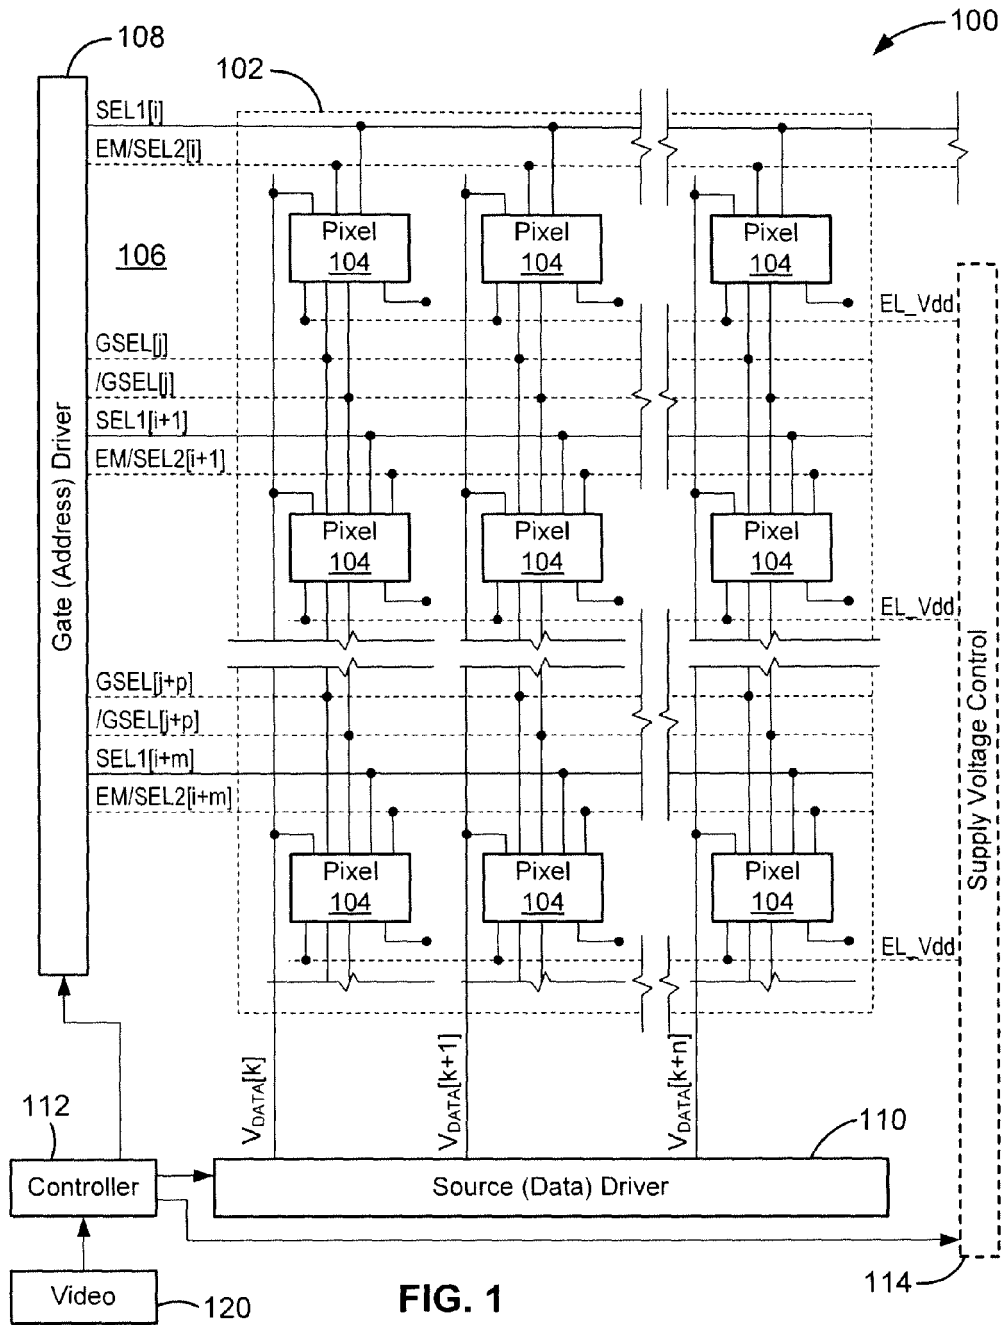 100
108
102
SEL1[i]
EM/SEL2[i]
Pixel Pixel Pixel
104 104 104
106
EL_Vdd
GSEL[j]
/GSEL[j]
SEL1[i+1]
EM/SEL2[i+1]
Pixel Pixel Pixel
104 104 104
EL_Vdd
Gate (Address) Driver
GSEL[j+p]
/GSEL[j+p]
SEL1[i+m]
EM/SEL2[i+m]
Pixel Pixel Pixel
104 104 104
EL_Vdd
Supply Voltage Control
VDATA[k]
VDATA[k+1]
VDATA[k+n]
112
110
Controller
Source (Data) Driver
114
Video
120
FIG. 1